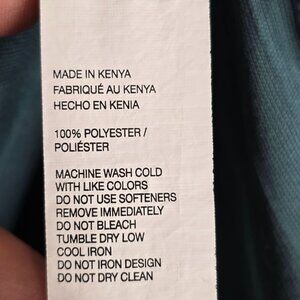 MADE IN KENYA
FABRIQUÉ AU KENYA
HECHO EN KENIA
100% POLYESTER /
POLIÉSTER
MACHINE WASH COLD
WITH LIKE COLORS
DO NOT USE SOFTENERS
REMOVE IMMEDIATELY
DO NOT BLEACH
TUMBLE DRY LOW
COOL IRON
DO NOT IRON DESIGN
DO NOT DRY CLEAN